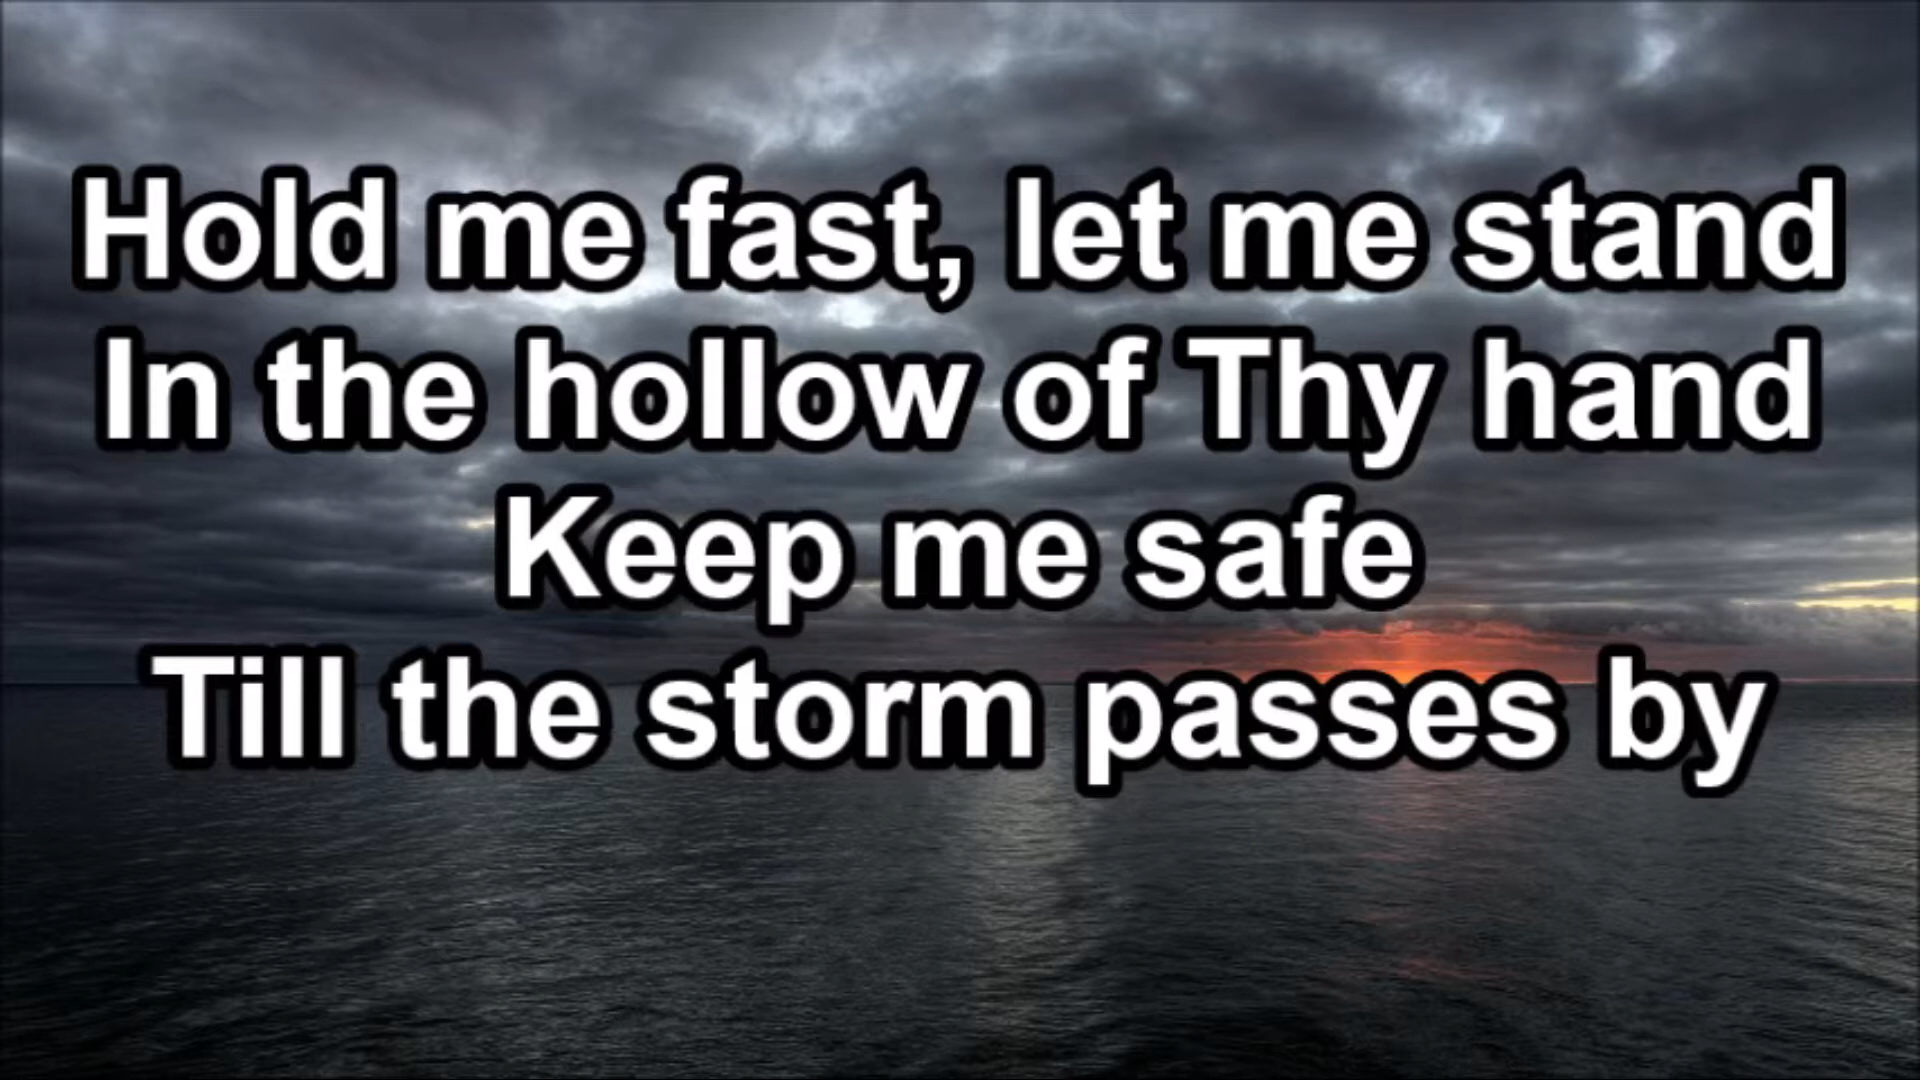 Hold me fast, let me stand
In the hollow of Thy hand
Keep me safe
Till the storm passes by